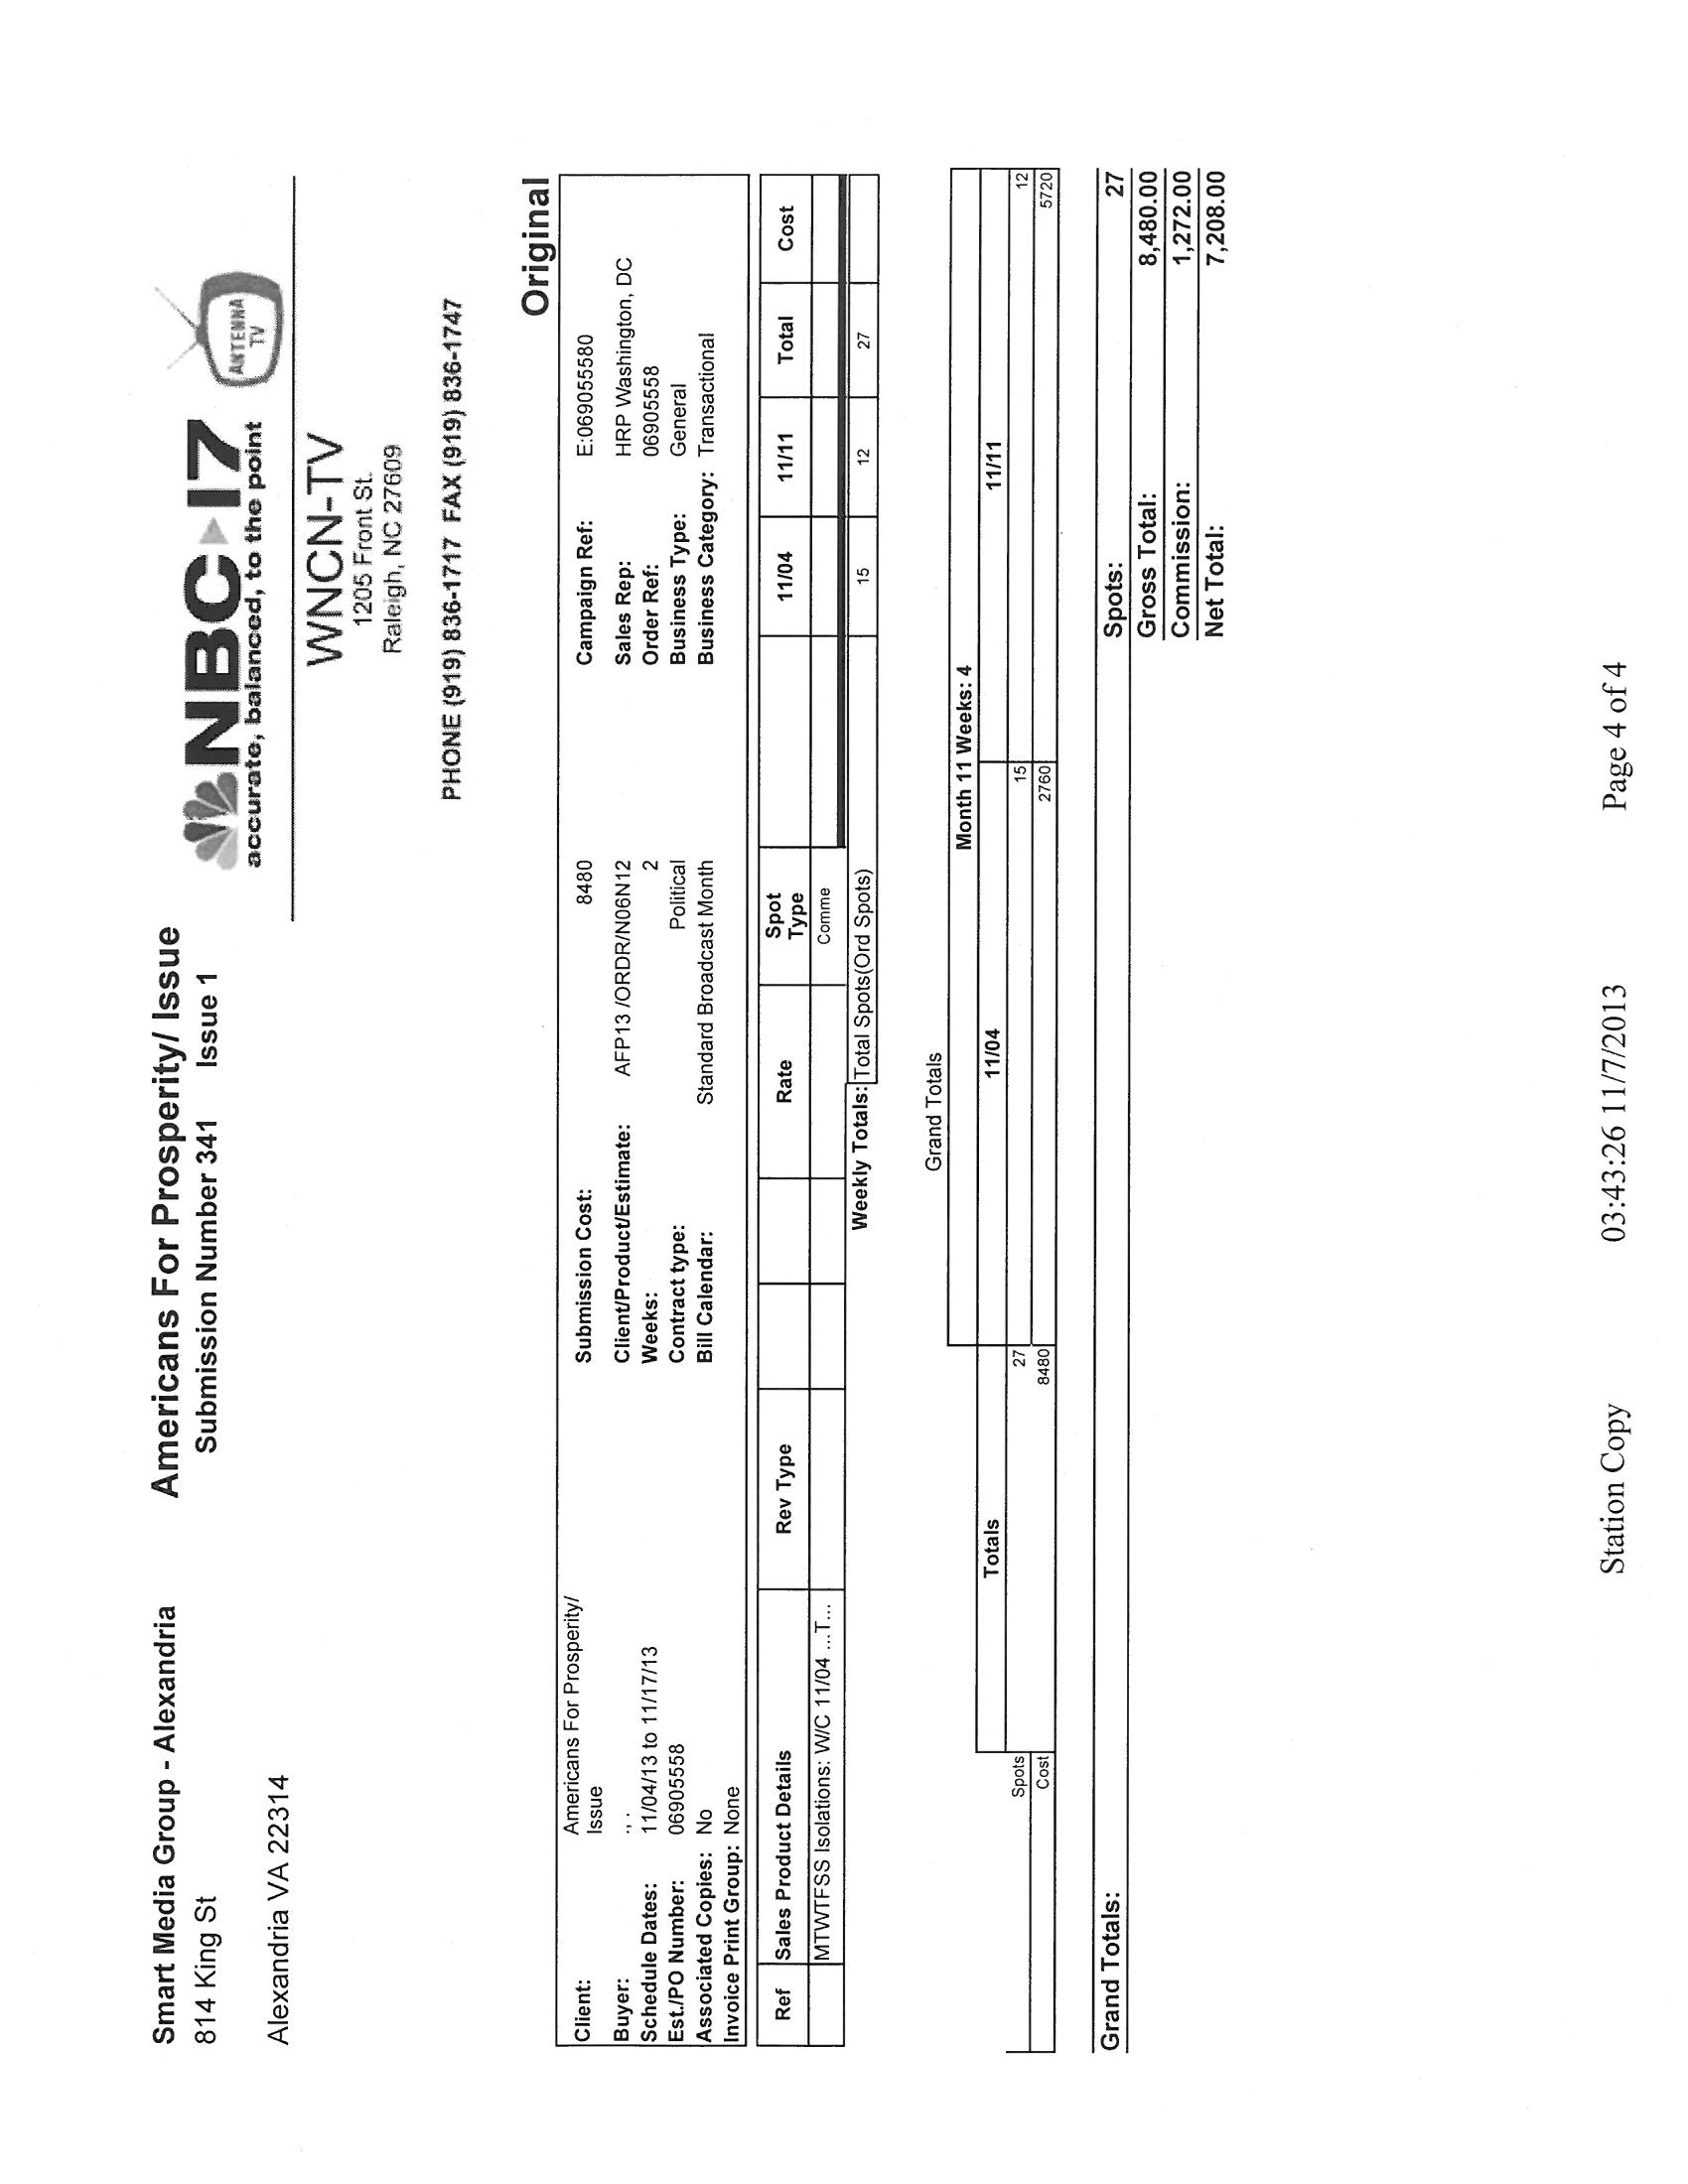 Smart Media Group - Alexandria
814 King St
Alexandria VA 22314
Americans For Prosperity/ Issue
Submission Number 341 Issue 1
NBC 17
accurate, balanced, to the point
ANTENNA TV
WNCN-TV
1205 Front St.
Raleigh, NC 27609
PHONE (919) 836-1717 FAX (919) 836-1747
Original
Client: Americans For Prosperity/ Submission Cost: 8480 Campaign Ref: E:069055580
Issue
Buyer: ., . Client/Product/Estimate: AFP13 /ORDR/N06N12 Sales Rep: HRP Washington, DC
Schedule Dates: 11/04/13 to 11/17/13 Weeks: 2 Order Ref: 06905558
Est./PO Number: 06905558 Contract type: Political Business Type: General
Associated Copies: No Bill Calendar: Standard Broadcast Month Business Category: Transactional
Invoice Print Group: None
Ref Sales Product Details Rev Type Rate Spot Type 11/04 11/11 Total Cost
MTWTFSS Isolations: W/C 11/04 ...T... Comme
Weekly Totals: Total Spots(Ord Spots) 15 12 27
Grand Totals
Month 11 Weeks: 4
Totals 11/04 11/11
Spots 27 15 12
Cost 8480 2760 5720
Grand Totals: Spots: 27
Gross Total: 8,480.00
Commission: 1,272.00
Net Total: 7,208.00
Station Copy 03:43:26 11/7/2013 Page 4 of 4